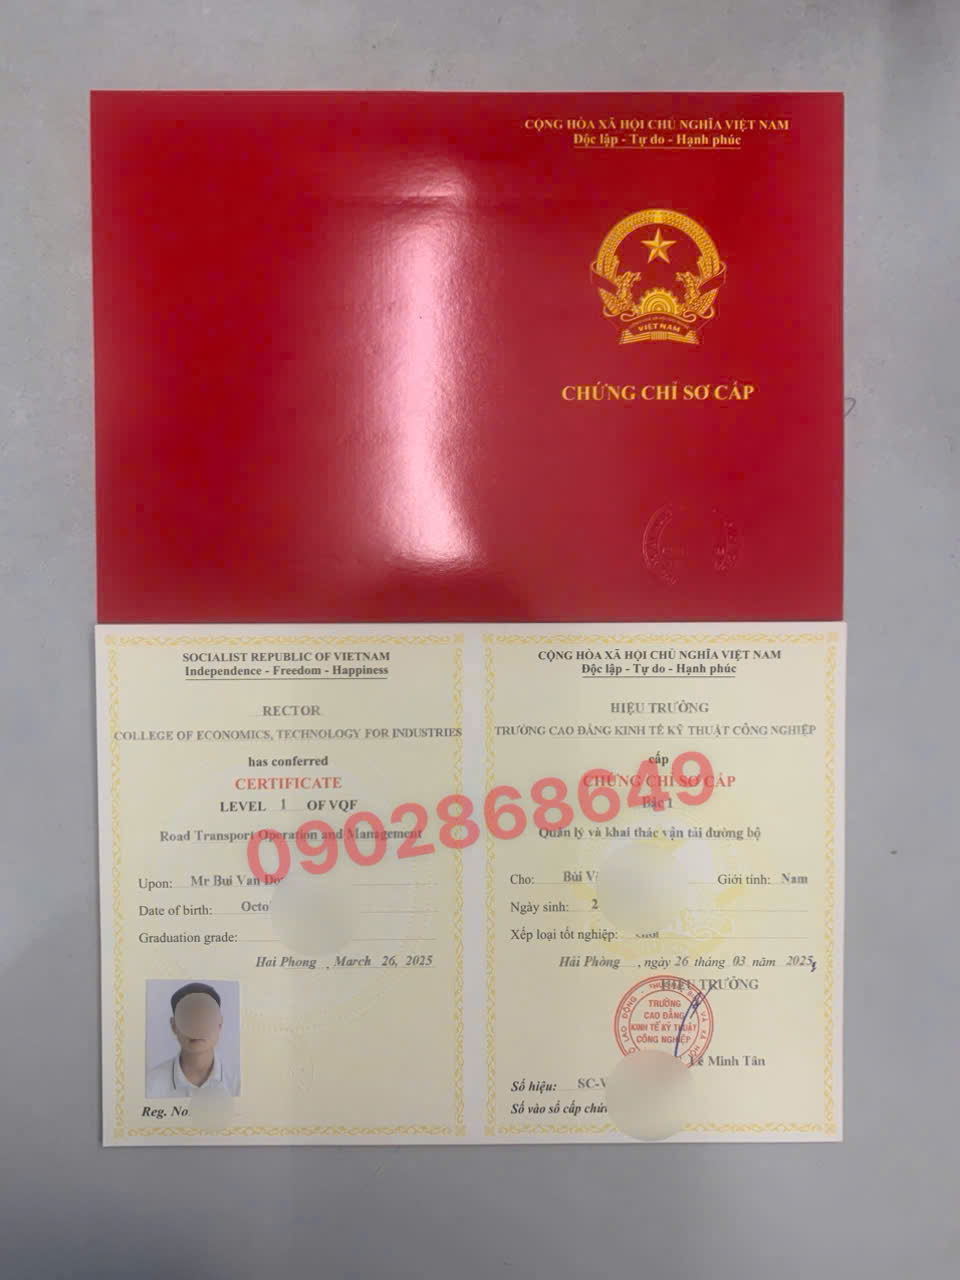 CỘNG HÒA XÃ HỘI CHỦ NGHĨA VIỆT NAM
Độc lập - Tự do - Hạnh phúc
VIỆT NAM
CHỨNG CHỈ SƠ CẤP
SOCIALIST REPUBLIC OF VIETNAM
Independence - Freedom - Happiness
RECTOR
COLLEGE OF ECONOMICS, TECHNOLOGY FOR INDUSTRIES
has conferred
CERTIFICATE
LEVEL 1 OF VQF
Road Transport Operation and Management
Upon: Mr Bui Van
Date of birth:
Graduation grade:
Hai Phong , March 26, 2025
Reg. No:
CỘNG HÒA XÃ HỘI CHỦ NGHĨA VIỆT NAM
Độc lập - Tự do - Hạnh phúc
HIỆU TRƯỞNG
TRƯỜNG CAO ĐẲNG KINH TẾ KỸ THUẬT CÔNG NGHIỆP
cấp
CHỨNG CHỈ SƠ CẤP
Bậc 1
Quản lý và khai thác vận tải đường bộ
Cho: Bùi Giới tính: Nam
Ngày sinh: 2
Xếp loại tốt nghiệp:
Hải Phòng , ngày 26 tháng 03 năm 2025
HIỆU TRƯỞNG
TRƯỜNG
CAO ĐẲNG
KINH TẾ KỸ THUẬT
CÔNG NGHIỆP
Lê Minh Tân
Số hiệu: SC-V
Số vào sổ cấp
0902868649